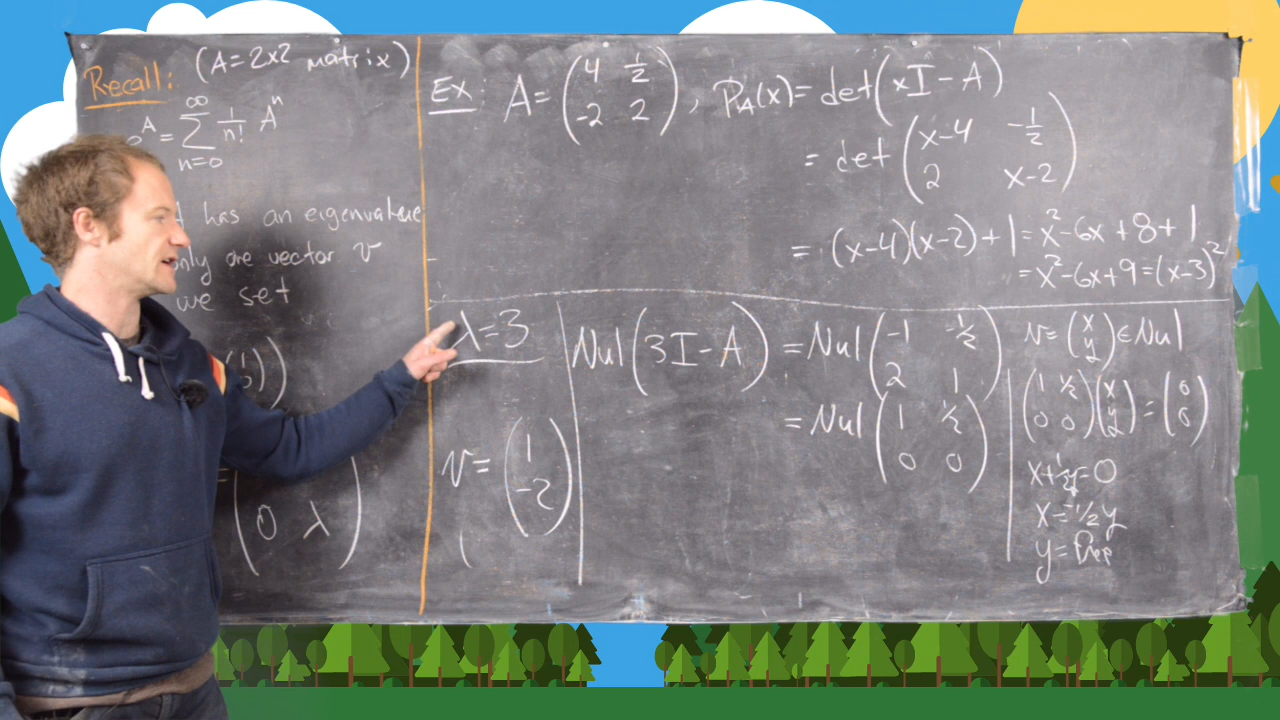 Recall: (A=2x2 matrix)
e^A = ∑_{n=0}^{∞} 1/n! A^n
has an eigenvalue
only one vector v
we set
(0 λ)
Ex: A = (4 1/2; -2 2), P_A(x) = det(xI - A)
= det(x-4 -1/2; 2 x-2)
= (x-4)(x-2)+1 = x^2-6x+8+1
= x^2-6x+9 = (x-3)^2
λ=3
v = (1; -2)
Nul(3I - A) = Nul(-1 -1/2; 2 1)
= Nul(1 1/2; 0 0)
v = (x; y) ∈ Nul
(1 1/2; 0 0)(x; y) = (0; 0)
x+1/2y=0
x=-1/2y
y=free